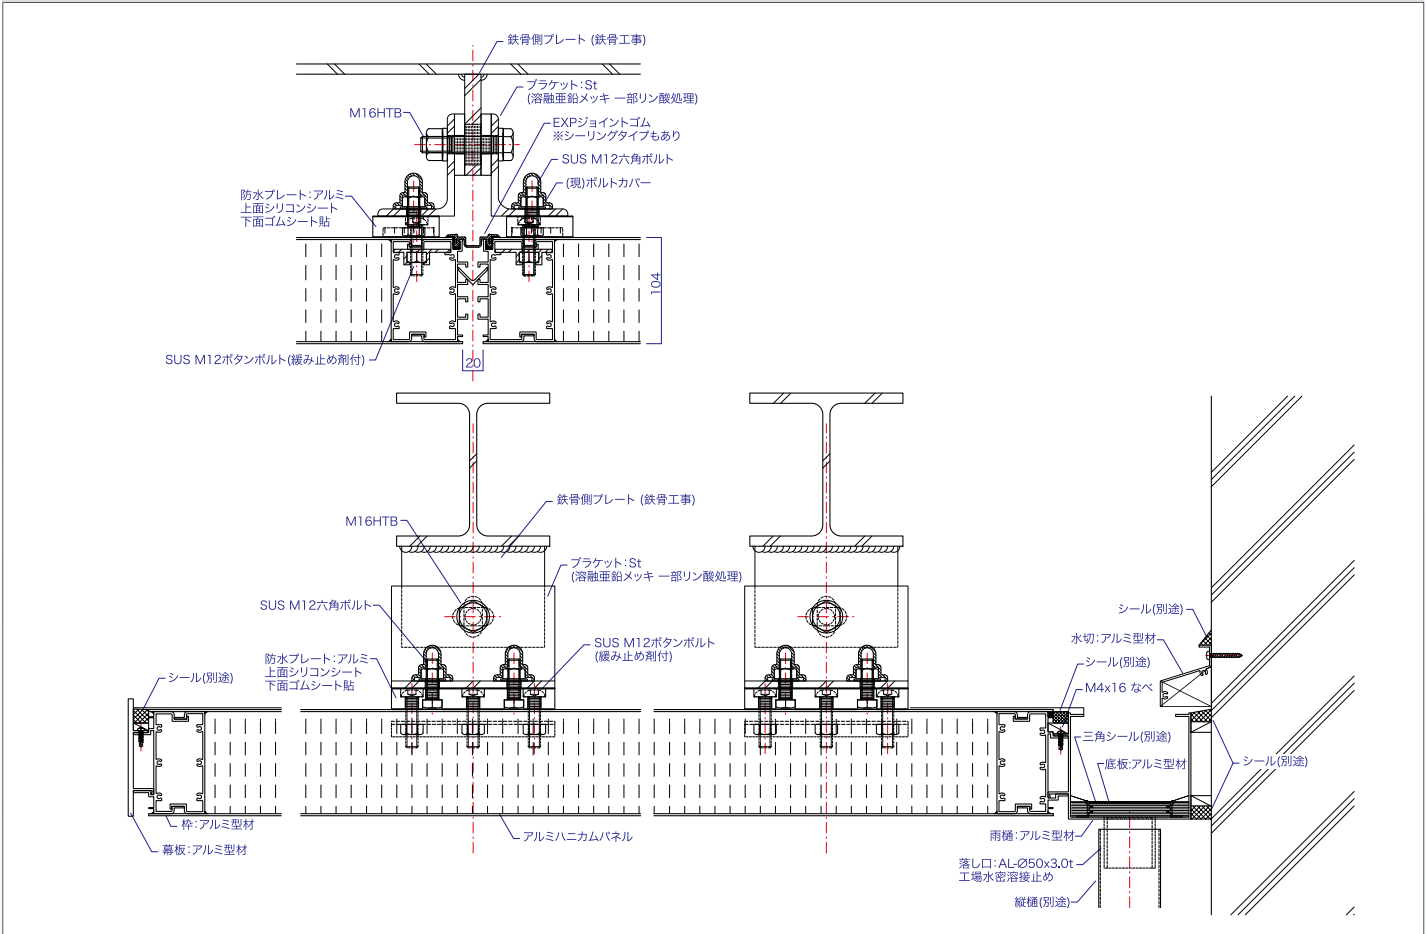 鉄骨側プレート (鉄骨工事)
ブラケット:St
(溶融亜鉛メッキ 一部リン酸処理)
M16HTB
EXPジョイントゴム
※シーリングタイプもあり
SUS M12六角ボルト
(現)ボルトカバー
防水プレート:アルミ
上面シリコンシート
下面ゴムシート貼
104
SUS M12ボタンボルト(緩み止め剤付)
20
鉄骨側プレート (鉄骨工事)
M16HTB
ブラケット:St
(溶融亜鉛メッキ 一部リン酸処理)
SUS M12六角ボルト
SUS M12ボタンボルト
(緩み止め剤付)
防水プレート:アルミ
上面シリコンシート
下面ゴムシート貼
シール(別途)
シール(別途)
水切:アルミ型材
シール(別途)
M4x16 なべ
三角シール(別途)
底板:アルミ型材
シール(別途)
枠:アルミ型材
アルミハニカムパネル
雨樋:アルミ型材
幕板:アルミ型材
落し口:AL-Ø50x3.0t
工場水密溶接止め
縦樋(別途)